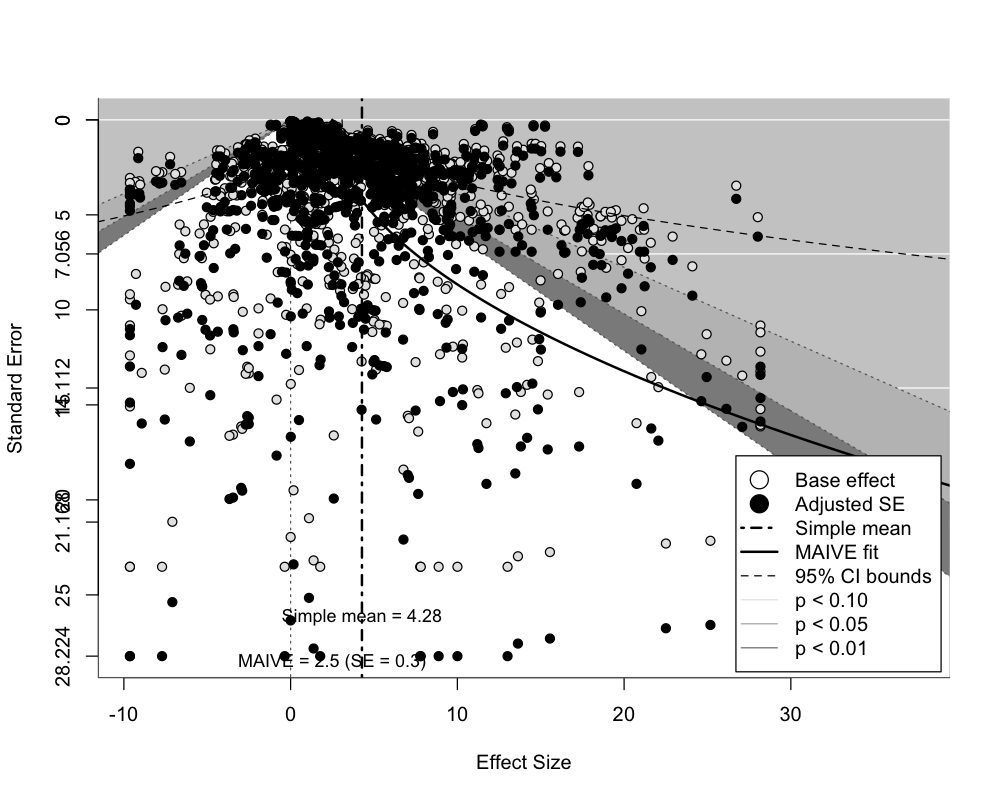 0
5
7.056
10
14.112
15
20
21.168
25
28.224
Standard Error
Simple mean = 4.28
MAIVE = 2.5 (SE = 0.3)
-10
0
10
20
30
Effect Size
Base effect
Adjusted SE
Simple mean
MAIVE fit
95% CI bounds
p < 0.10
p < 0.05
p < 0.01